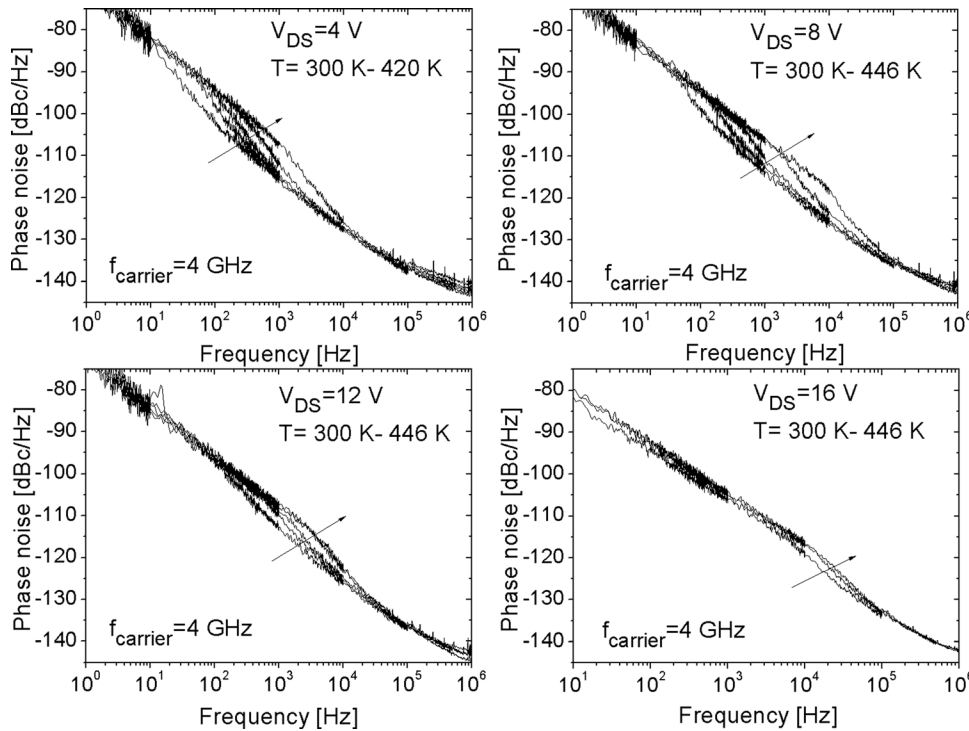 V_DS=4 V
T= 300 K- 420 K
-80
-90
-100
-110
-120
-130
-140
Phase noise [dBc/Hz]
f_carrier=4 GHz
10^0 10^1 10^2 10^3 10^4 10^5 10^6
Frequency [Hz]
V_DS=8 V
T= 300 K- 446 K
-80
-90
-100
-110
-120
-130
-140
Phase noise [dBc/Hz]
f_carrier=4 GHz
10^0 10^1 10^2 10^3 10^4 10^5 10^6
Frequency [Hz]
V_DS=12 V
T= 300 K- 446 K
-80
-90
-100
-110
-120
-130
-140
Phase noise [dBc/Hz]
f_carrier=4 GHz
10^0 10^1 10^2 10^3 10^4 10^5 10^6
Frequency [Hz]
V_DS=16 V
T= 300 K- 446 K
-80
-90
-100
-110
-120
-130
-140
Phase noise [dBc/Hz]
f_carrier=4 GHz
10^1 10^2 10^3 10^4 10^5 10^6
Frequency [Hz]